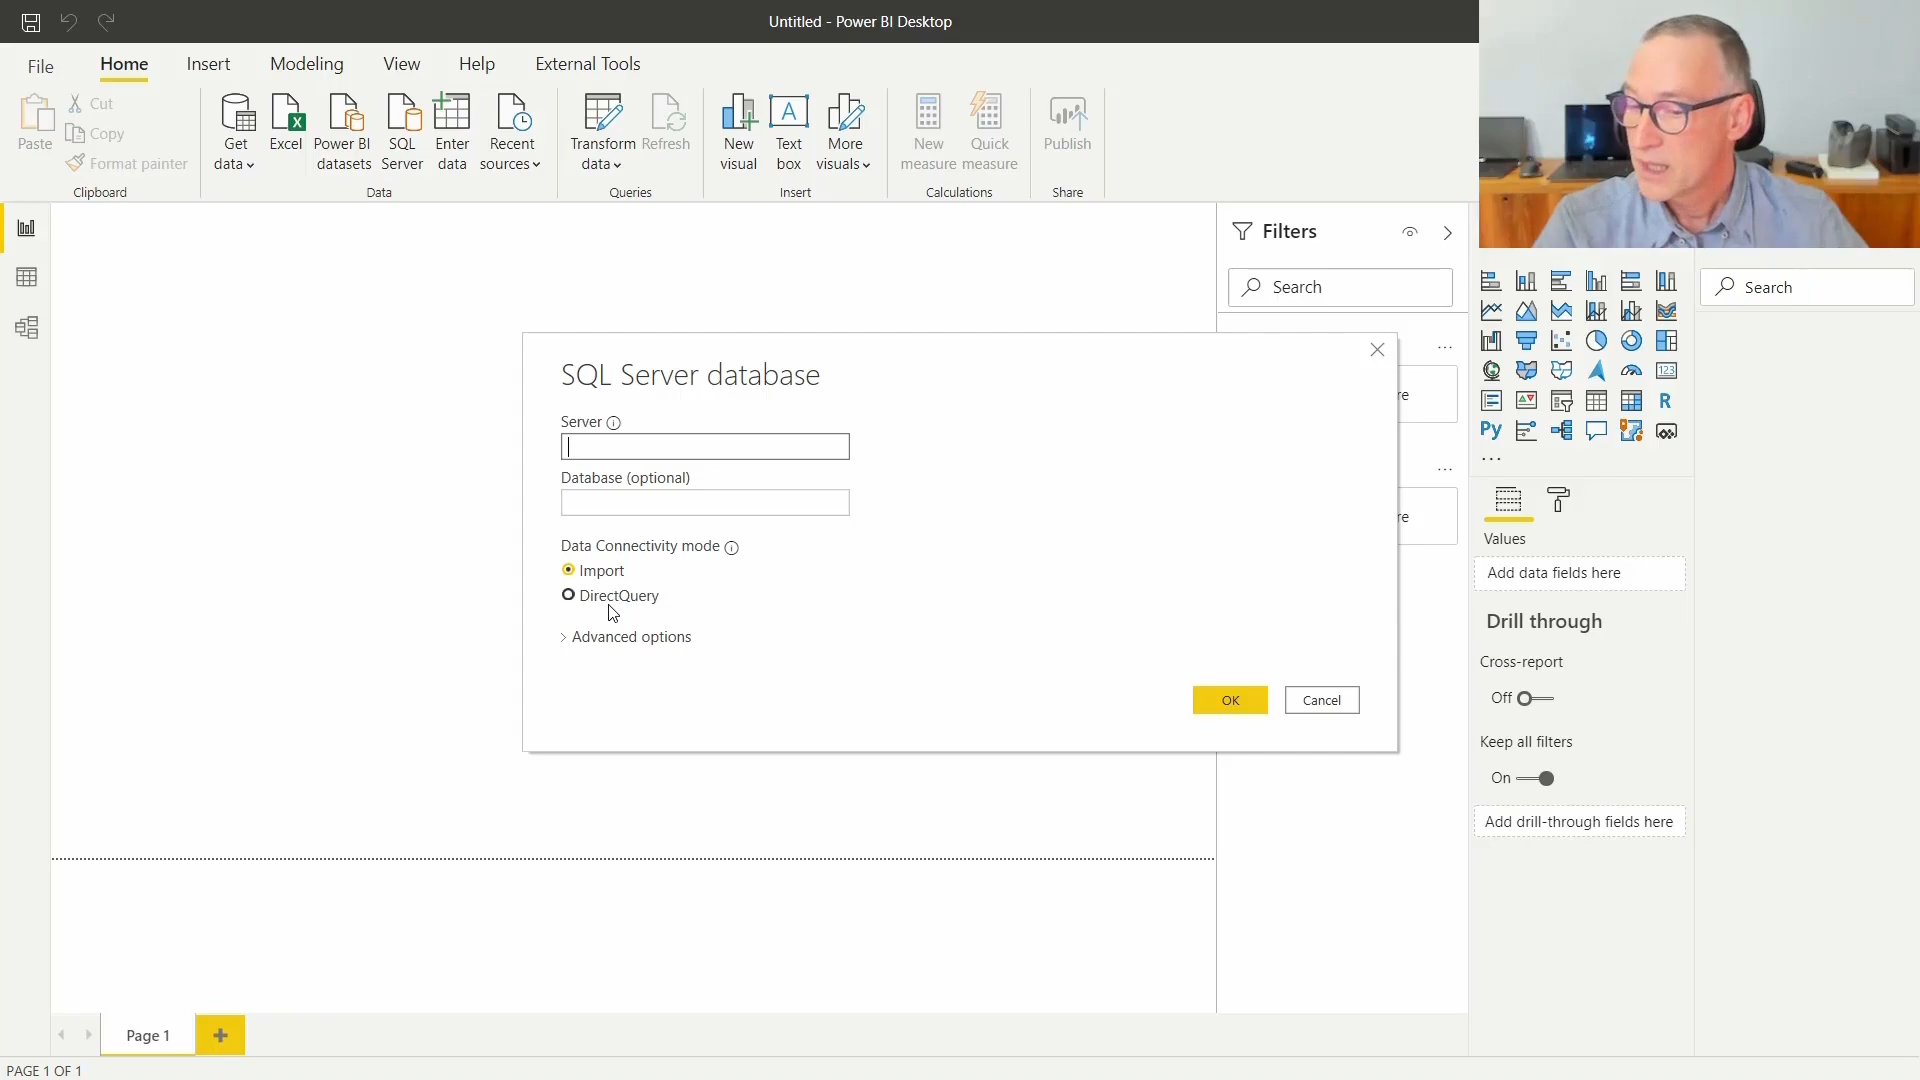 Untitled - Power BI Desktop
File Home Insert Modeling View Help External Tools
Paste
Cut
Copy
Format painter
Clipboard
Get data
Excel
Power BI datasets
SQL Server
Enter data
Recent sources
Data
Transform data
Refresh
Queries
New visual
Text box
More visuals
Insert
New measure
Quick measure
Calculations
Publish
Share
Filters
Search
Search
SQL Server database
Server
Database (optional)
Data Connectivity mode
Import
DirectQuery
Advanced options
OK Cancel
...
re
...
re
A
X
123
R
Py
...
Values
Add data fields here
Drill through
Cross-report
Off
Keep all filters
On
Add drill-through fields here
Page 1
PAGE 1 OF 1